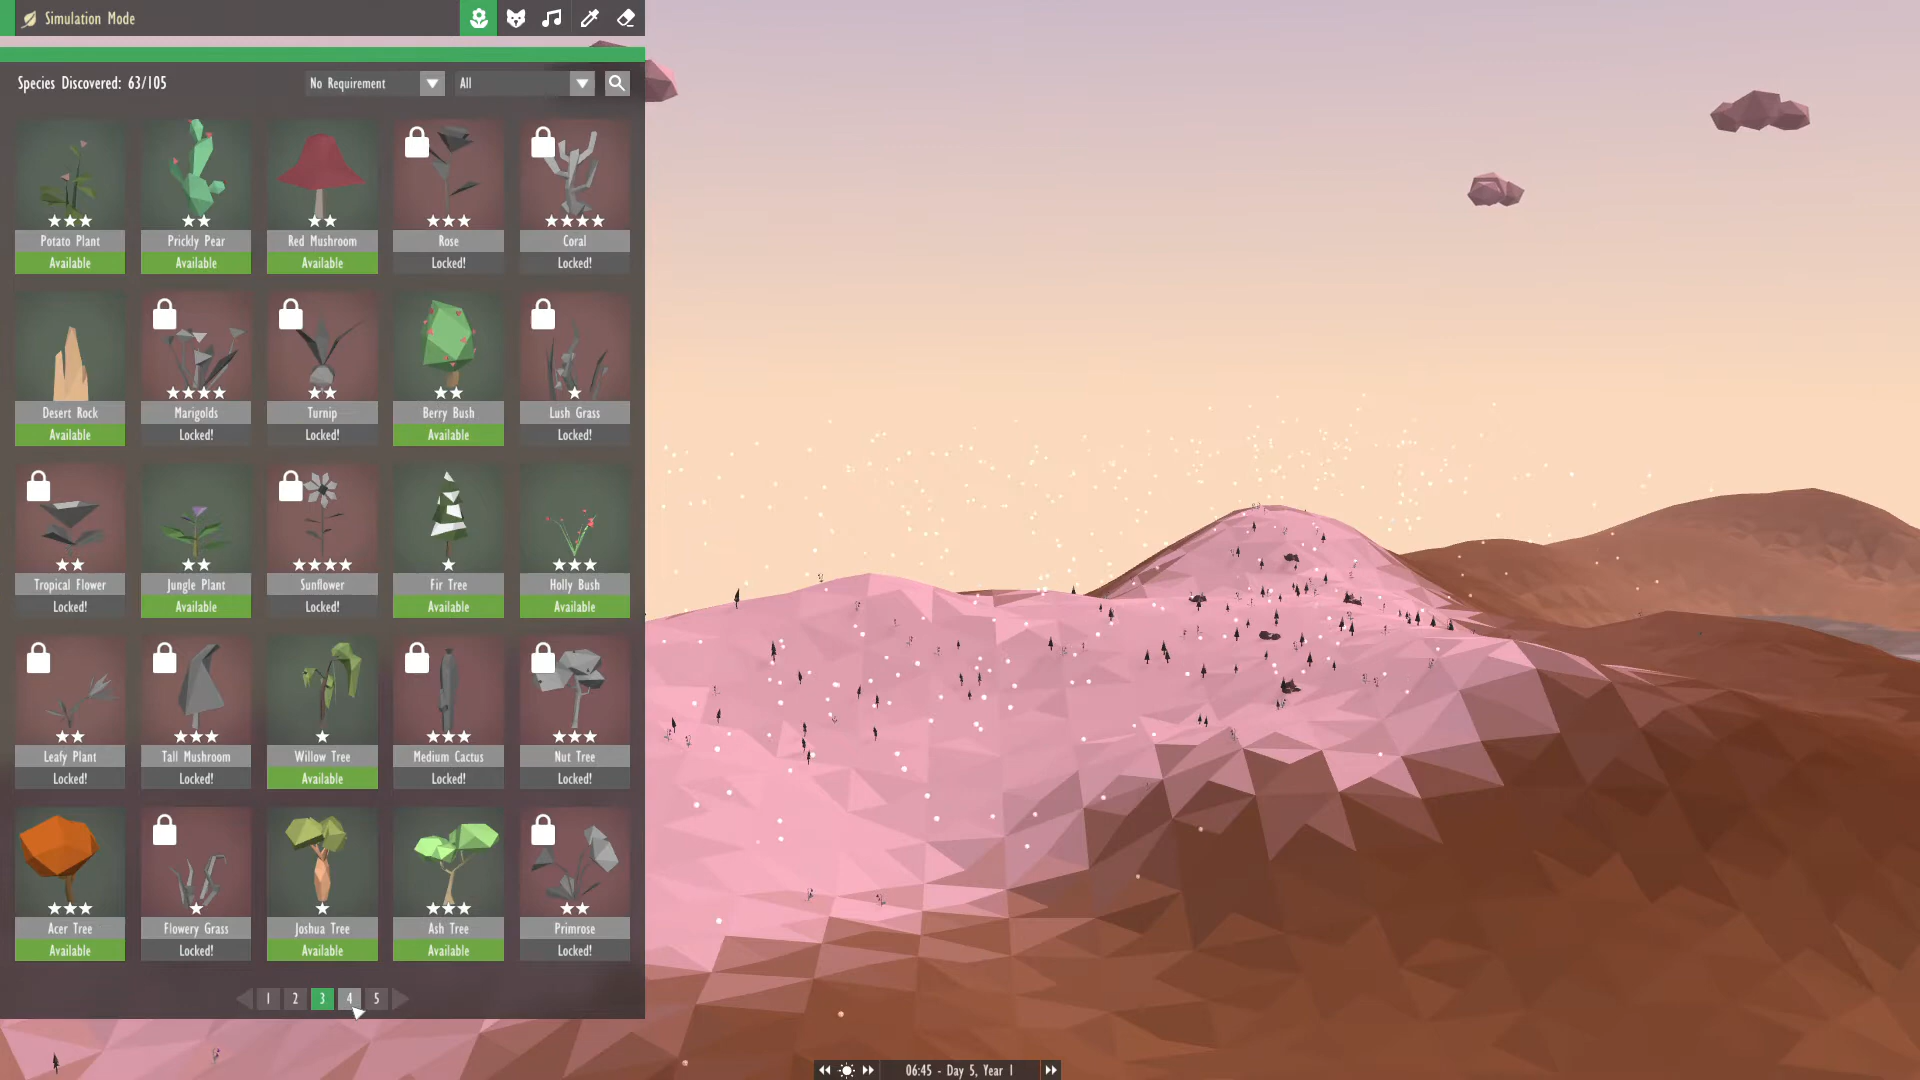 Simulation Mode
Species Discovered: 63/105
No Requirement
All
Potato Plant
Available
Prickly Pear
Available
Red Mushroom
Available
Rose
Locked!
Coral
Locked!
Desert Rock
Available
Marigolds
Locked!
Turnip
Locked!
Berry Bush
Available
Lush Grass
Locked!
Tropical Flower
Locked!
Jungle Plant
Available
Sunflower
Locked!
Fir Tree
Available
Holly Bush
Available
Leafy Plant
Locked!
Tall Mushroom
Locked!
Willow Tree
Available
Medium Cactus
Locked!
Nut Tree
Locked!
Acer Tree
Available
Flowery Grass
Locked!
Joshua Tree
Available
Ash Tree
Available
Primrose
Locked!
1 2 3 4 5
06:45 - Day 5, Year 1